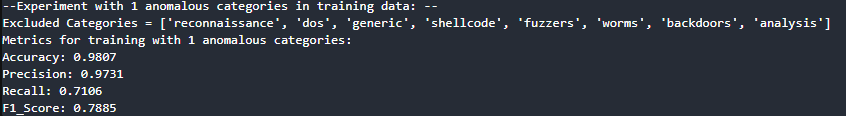 --Experiment with 1 anomalous categories in training data: --
Excluded Categories = ['reconnaissance', 'dos', 'generic', 'shellcode', 'fuzzers', 'worms', 'backdoors', 'analysis']
Metrics for training with 1 anomalous categories:
Accuracy: 0.9807
Precision: 0.9731
Recall: 0.7106
F1_Score: 0.7885